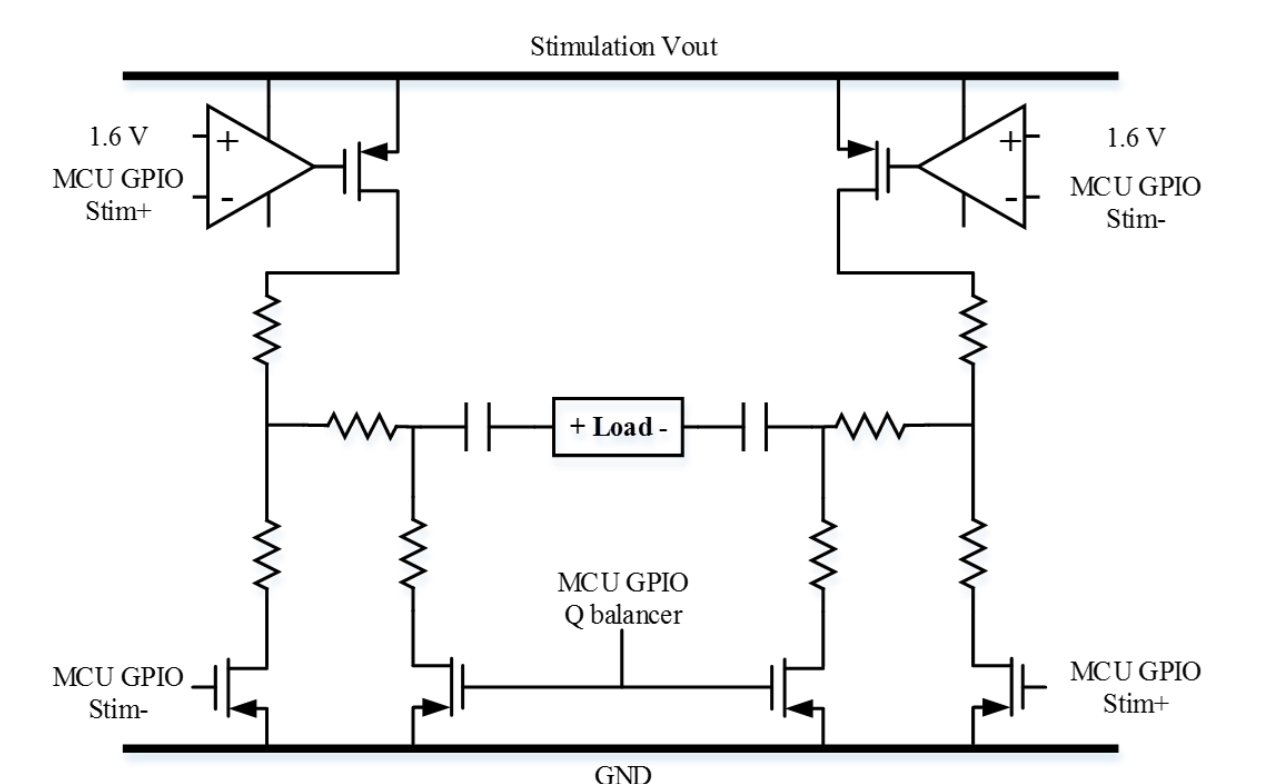 Stimulation Vout
1.6 V
MCU GPIO
Stim+
+
-
+
-
1.6 V
MCU GPIO
Stim-
+ Load -
MCU GPIO
Q balancer
MCU GPIO
Stim-
MCU GPIO
Stim+
GND